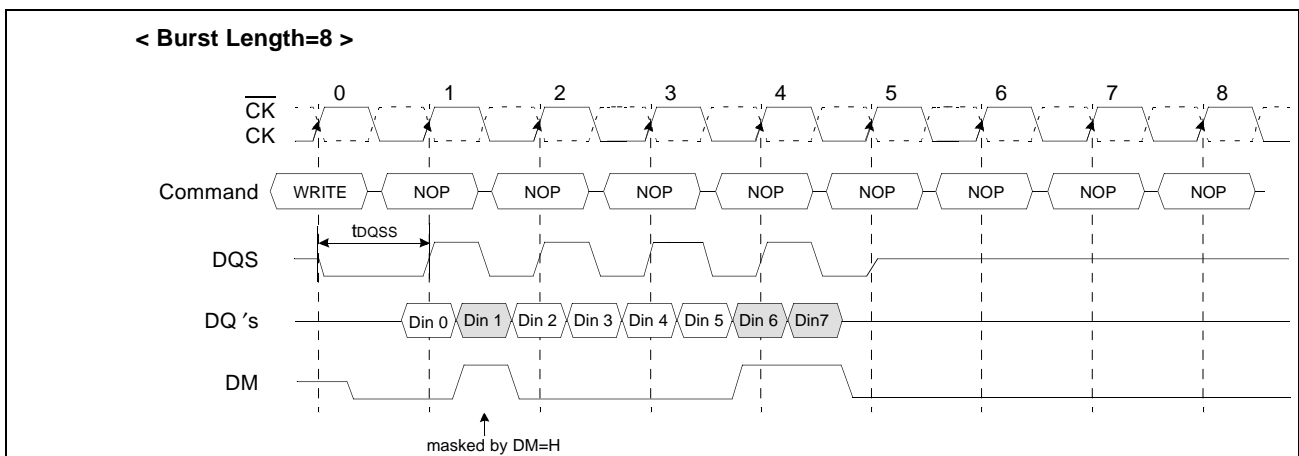 < Burst Length=8 >
0 1 2 3 4 5 6 7 8
CK
CK
Command WRITE NOP NOP NOP NOP NOP NOP NOP NOP
tDQSS
DQS
DQ 's Din 0 Din 1 Din 2 Din 3 Din 4 Din 5 Din 6 Din7
DM
masked by DM=H